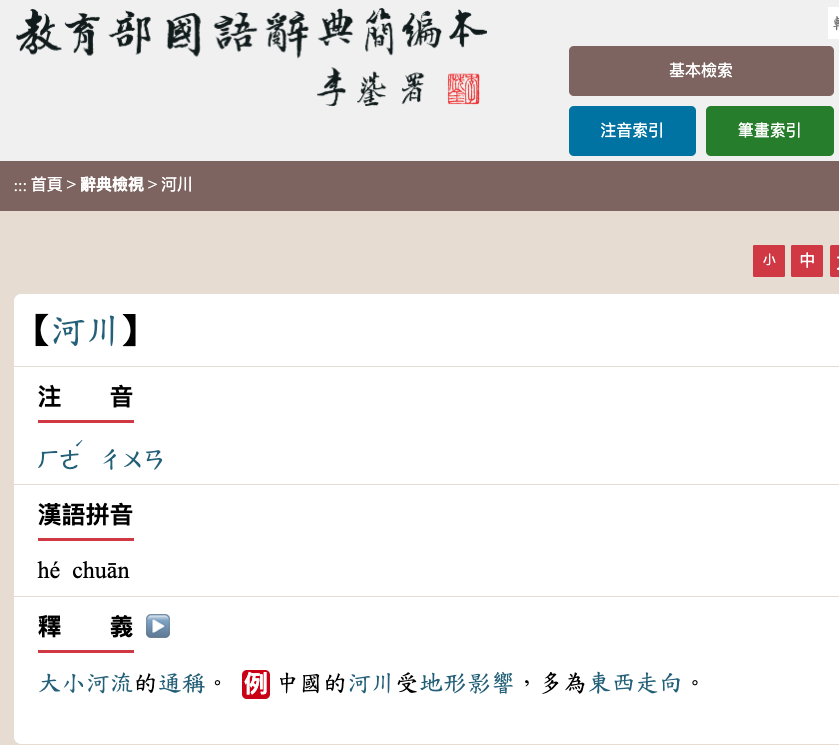 教育部國語辭典簡編本
李鍌署
基本檢索
注音索引
筆畫索引
::: 首頁 > 辭典檢視 > 河川
小 中
【河川】
注 音
ㄏㄜˊ ㄔㄨㄢ
漢語拼音
hé chuān
釋 義
大小河流的通稱。 例 中國的河川受地形影響，多為東西走向。